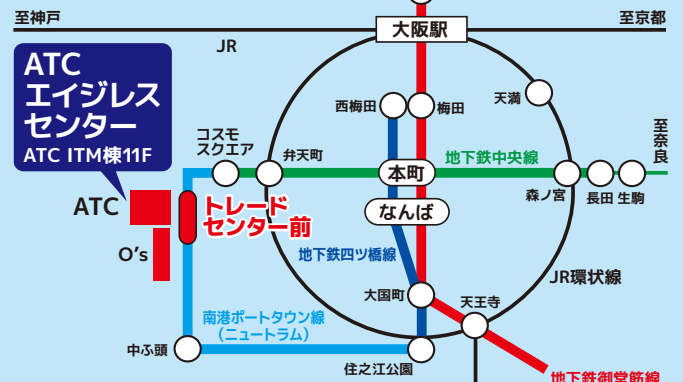 至神戸
大阪駅
至京都
JR
ATC
エイジレス
センター
ATC ITM棟11F
西梅田
梅田
天満
至奈良
コスモ
スクエア
弁天町
地下鉄中央線
本町
森ノ宮
長田
生駒
ATC
トレード
センター前
なんば
O's
地下鉄四ツ橋線
JR環状線
大国町
天王寺
南港ポートタウン線
(ニュートラム)
中ふ頭
住之江公園
地下鉄御堂筋線